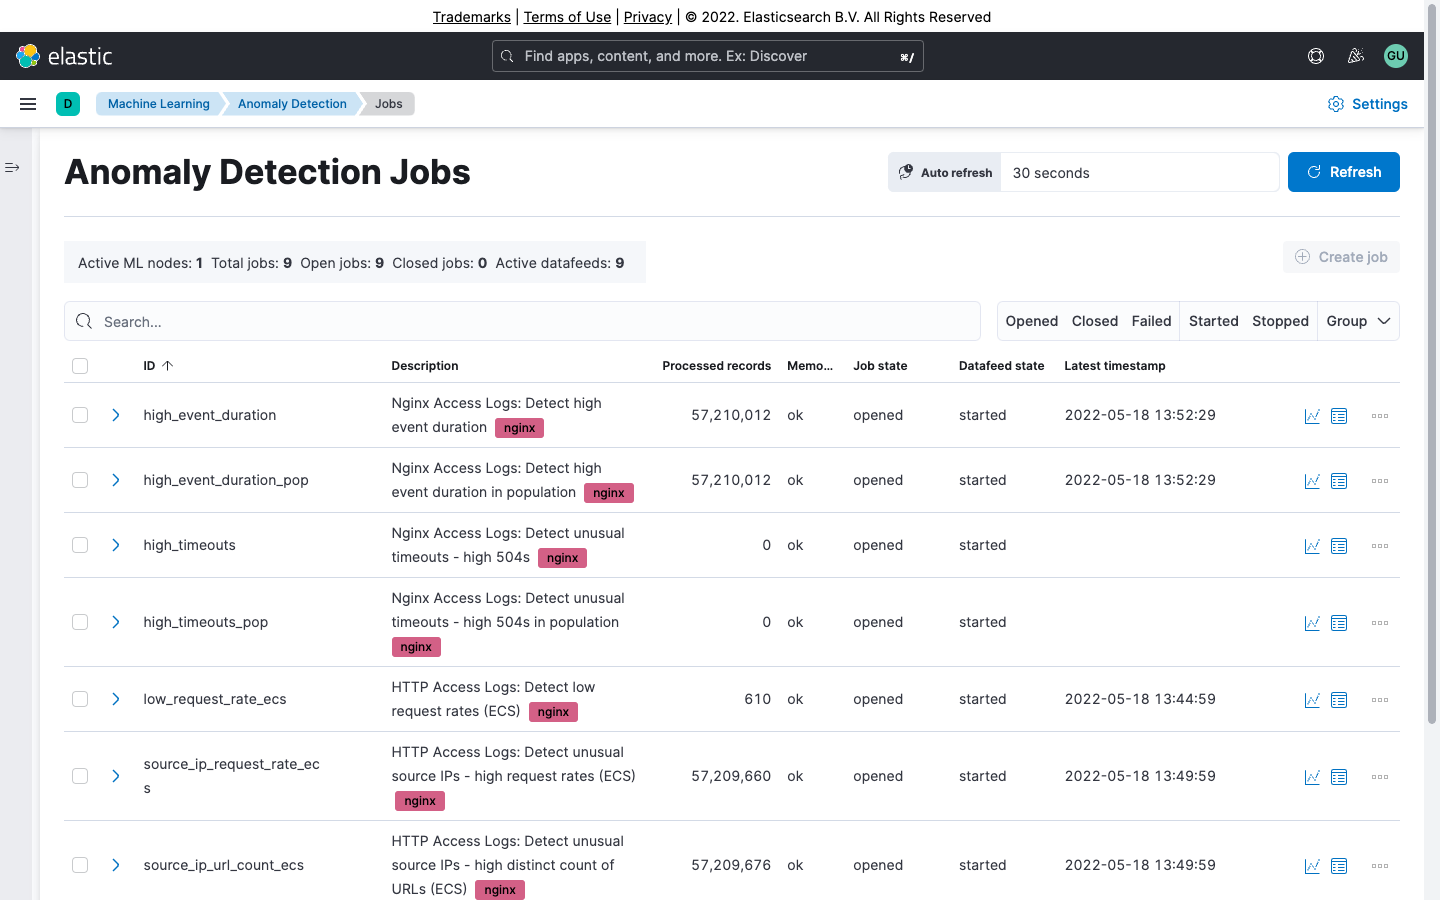 Trademarks | Terms of Use | Privacy | © 2022. Elasticsearch B.V. All Rights Reserved
elastic
Find apps, content, and more. Ex: Discover
⌘/
GU
D
Machine Learning
Anomaly Detection
Jobs
Settings
Anomaly Detection Jobs
Auto refresh
30 seconds
Refresh
Active ML nodes: 1 Total jobs: 9 Open jobs: 9 Closed jobs: 0 Active datafeeds: 9
Create job
Search...
Opened Closed Failed Started Stopped Group
ID Description Processed records Memo... Job state Datafeed state Latest timestamp
high_event_duration
Nginx Access Logs: Detect high
event duration nginx
57,210,012 ok opened started 2022-05-18 13:52:29
high_event_duration_pop
Nginx Access Logs: Detect high
event duration in population nginx
57,210,012 ok opened started 2022-05-18 13:52:29
high_timeouts
Nginx Access Logs: Detect unusual
timeouts - high 504s nginx
0 ok opened started
high_timeouts_pop
Nginx Access Logs: Detect unusual
timeouts - high 504s in population
nginx
0 ok opened started
low_request_rate_ecs
HTTP Access Logs: Detect low
request rates (ECS) nginx
610 ok opened started 2022-05-18 13:44:59
source_ip_request_rate_ec
s
HTTP Access Logs: Detect unusual
source IPs - high request rates (ECS)
nginx
57,209,660 ok opened started 2022-05-18 13:49:59
source_ip_url_count_ecs
HTTP Access Logs: Detect unusual
source IPs - high distinct count of
URLs (ECS) nginx
57,209,676 ok opened started 2022-05-18 13:49:59